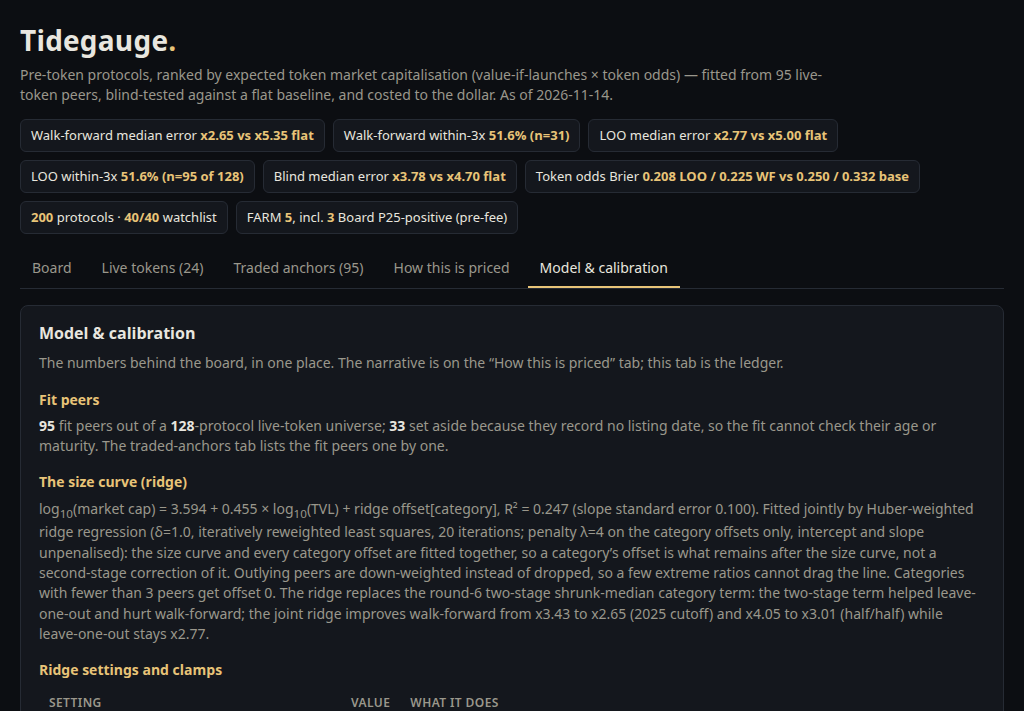 Tidegauge.
Pre-token protocols, ranked by expected token market capitalisation (value-if-launches × token odds) — fitted from 95 live-
token peers, blind-tested against a flat baseline, and costed to the dollar. As of 2026-11-14.
Walk-forward median error x2.65 vs x5.35 flat
Walk-forward within-3x 51.6% (n=31)
LOO median error x2.77 vs x5.00 flat
LOO within-3x 51.6% (n=95 of 128)
Blind median error x3.78 vs x4.70 flat
Token odds Brier 0.208 LOO / 0.225 WF vs 0.250 / 0.332 base
200 protocols · 40/40 watchlist
FARM 5, incl. 3 Board P25-positive (pre-fee)
Board
Live tokens (24)
Traded anchors (95)
How this is priced
Model & calibration
Model & calibration
The numbers behind the board, in one place. The narrative is on the “How this is priced” tab; this tab is the ledger.
Fit peers
95 fit peers out of a 128-protocol live-token universe; 33 set aside because they record no listing date, so the fit cannot check their age or
maturity. The traded-anchors tab lists the fit peers one by one.
The size curve (ridge)
log₁₀(market cap) = 3.594 + 0.455 × log₁₀(TVL) + ridge offset[category], R² = 0.247 (slope standard error 0.100). Fitted jointly by Huber-weighted
ridge regression (δ=1.0, iteratively reweighted least squares, 20 iterations; penalty λ=4 on the category offsets only, intercept and slope
unpenalised): the size curve and every category offset are fitted together, so a category’s offset is what remains after the size curve, not a
second-stage correction of it. Outlying peers are down-weighted instead of dropped, so a few extreme ratios cannot drag the line. Categories
with fewer than 3 peers get offset 0. The ridge replaces the round-6 two-stage shrunk-median category term: the two-stage term helped leave-
one-out and hurt walk-forward; the joint ridge improves walk-forward from x3.43 to x2.65 (2025 cutoff) and x4.05 to x3.01 (half/half) while
leave-one-out stays x2.77.
Ridge settings and clamps
SETTING VALUE WHAT IT DOES